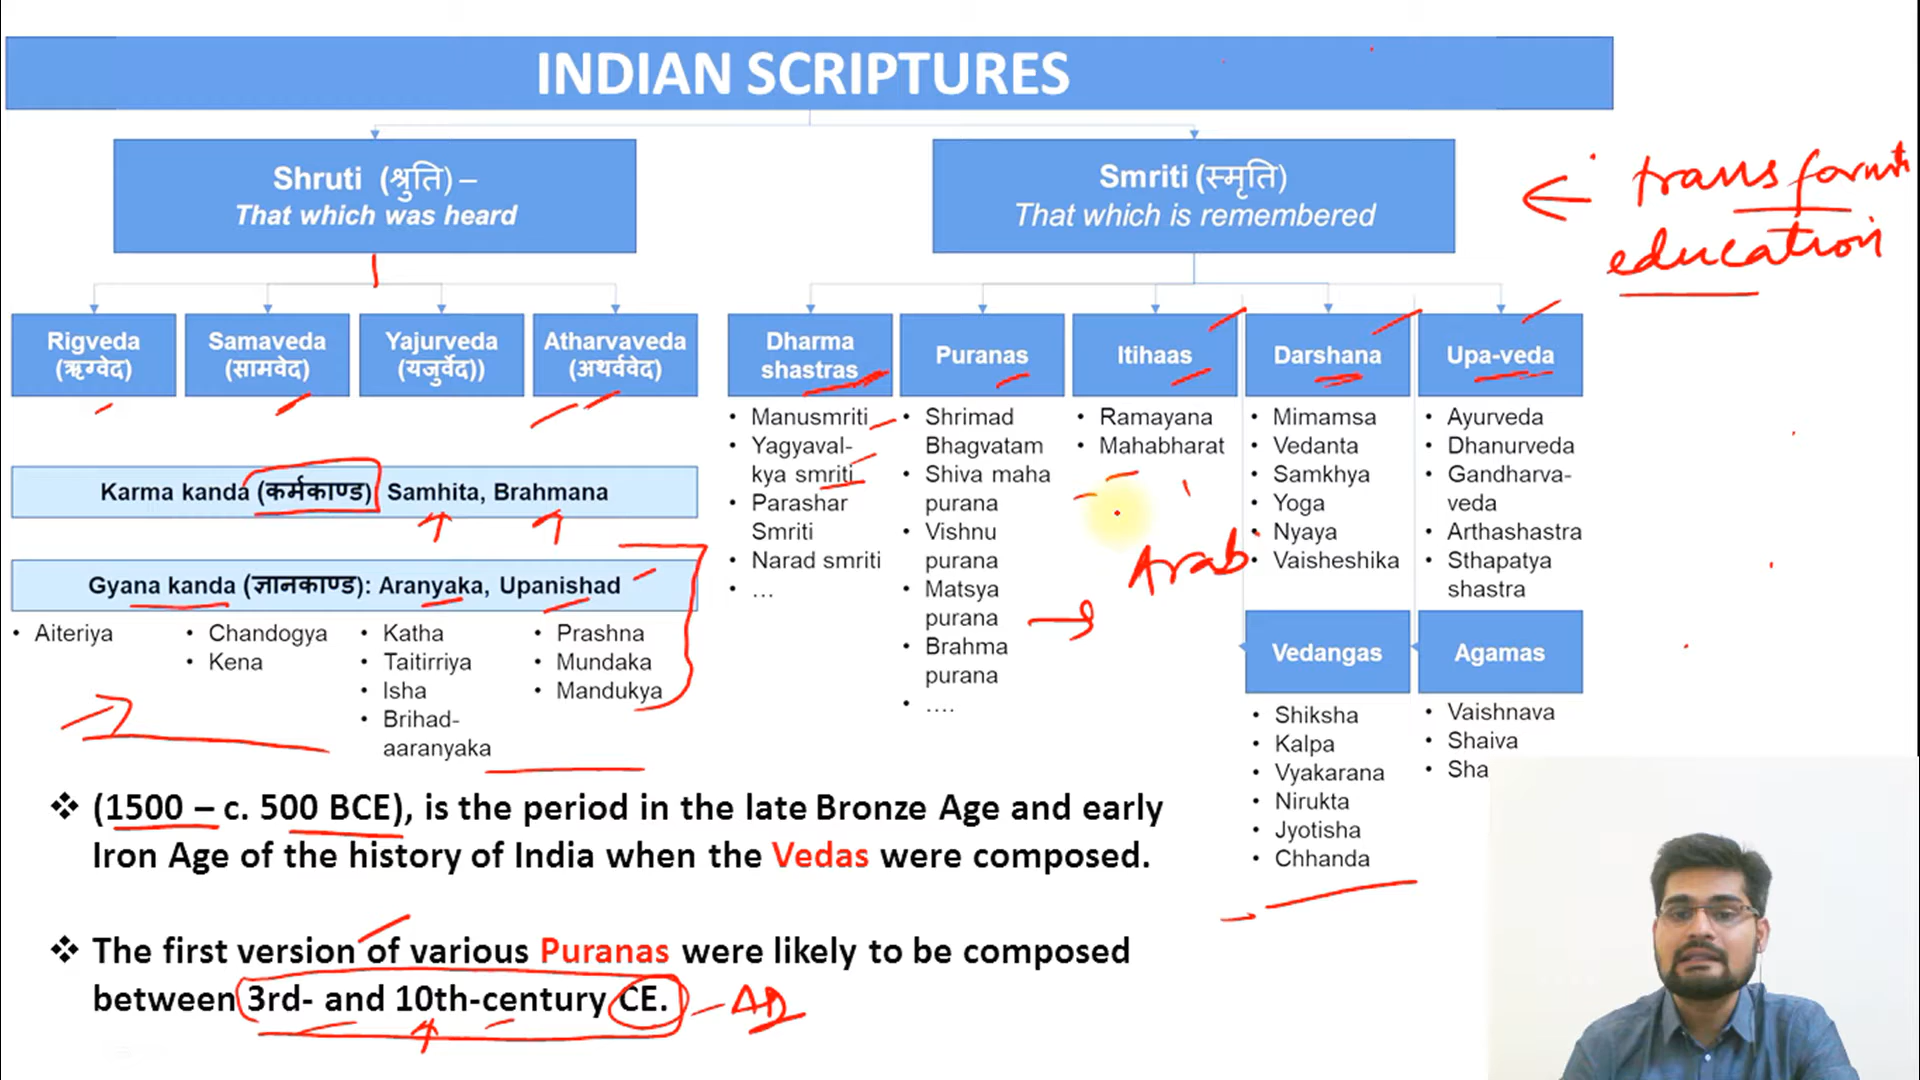 INDIAN SCRIPTURES
Shruti (श्रुति) –
That which was heard
Smriti (स्मृति)
That which is remembered
education
Rigveda
(ऋग्वेद)
Samaveda
(सामवेद)
Yajurveda
(यजुर्वेद))
Atharvaveda
(अथर्ववेद)
Karma kanda (कर्मकाण्ड) Samhita, Brahmana
Gyana kanda (ज्ञानकाण्ड): Aranyaka, Upanishad
• Aiteriya
• Chandogya
• Kena
• Katha
• Taitirriya
• Isha
• Brihad-
aaranyaka
• Prashna
• Mundaka
• Mandukya
Dharma
shastras
• Manusmriti
• Yagyaval-
kya smriti
• Parashar
Smriti
• Narad smriti
• ...
Puranas
• Shrimad
Bhagvatam
• Shiva maha
purana
• Vishnu
purana
• Matsya
purana
• Brahma
purana
• ....
Itihaas
• Ramayana
• Mahabharat
Arab
Darshana
• Mimamsa
• Vedanta
• Samkhya
• Yoga
• Nyaya
• Vaisheshika
Upa-veda
• Ayurveda
• Dhanurveda
• Gandharva-
veda
• Arthashastra
• Sthapatya
shastra
Vedangas
• Shiksha
• Kalpa
• Vyakarana
• Nirukta
• Jyotisha
• Chhanda
Agamas
• Vaishnava
• Shaiva
• Sha
❖ (1500 – c. 500 BCE), is the period in the late Bronze Age and early
Iron Age of the history of India when the Vedas were composed.
❖ The first version of various Puranas were likely to be composed
between 3rd- and 10th-century CE. – AD